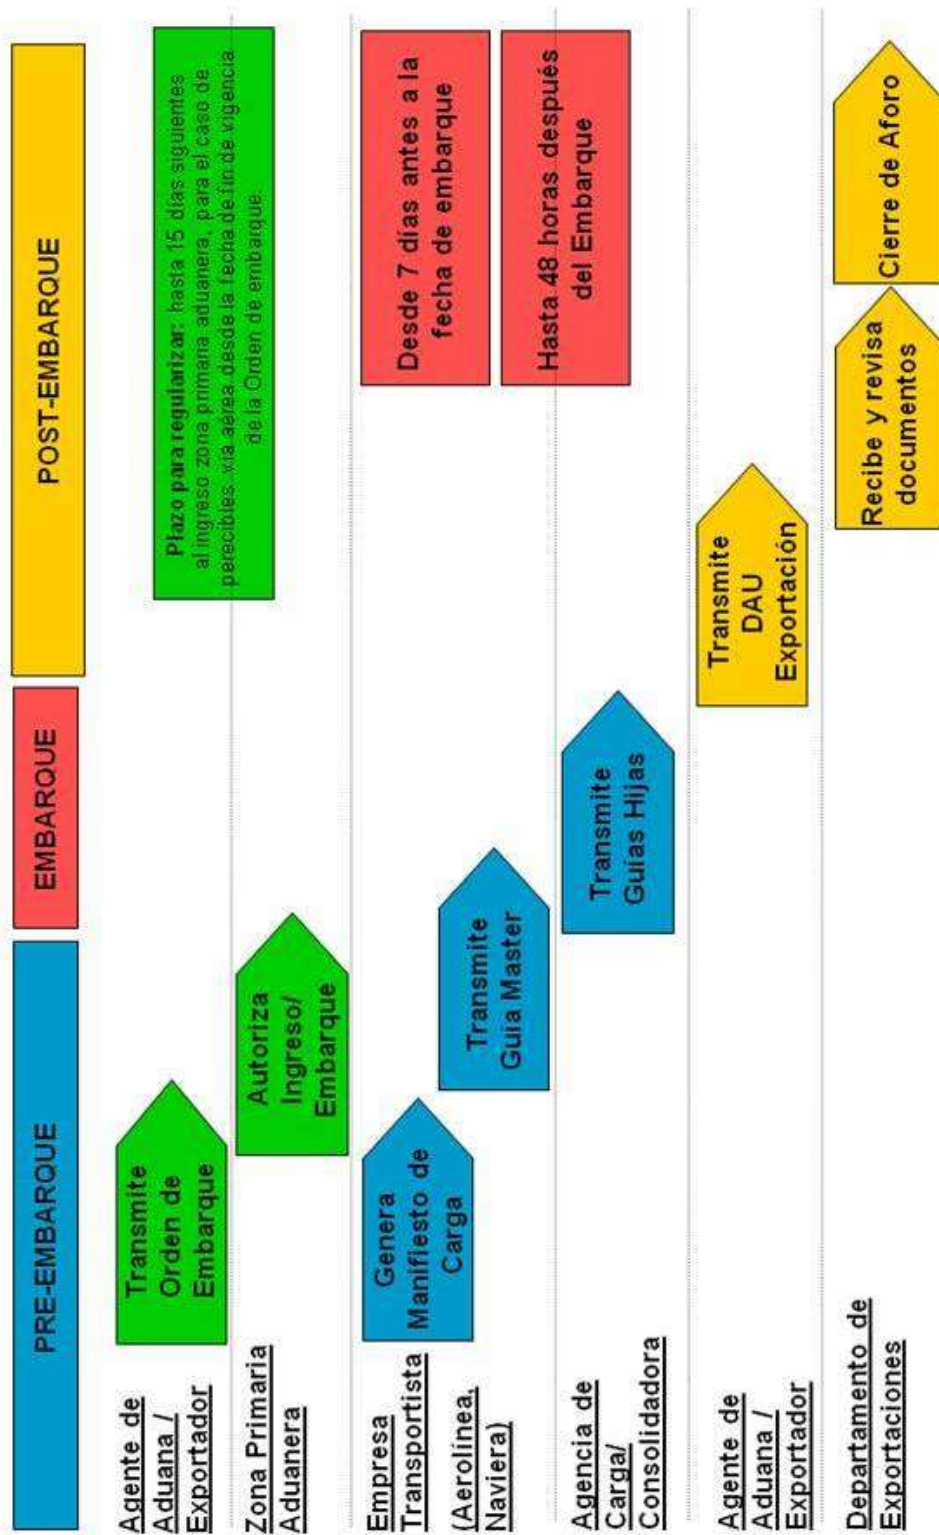 PRE-EMBARQUE
EMBARQUE
POST-EMBARQUE
Agente de
Aduana /
Exportador
Transmite
Orden de
Embarque
Plazo para regularizar: hasta 15 días siguientes
al ingreso zona primaria aduanera, para el caso de
perecibles vía aérea desde la fecha de fin de vigencia
de la Orden de embarque.
Zona Primaria
Aduanera
Autoriza
Ingreso/
Embarque
Empresa
Transportista
(Aerolínea,
Naviera)
Genera
Manifiesto de
Carga
Transmite
Guía Master
Desde 7 días antes a la
fecha de embarque
Hasta 48 horas después
del Embarque
Agencia de
Carga/
Consolidadora
Transmite
Guías Hijas
Agente de
Aduana /
Exportador
Transmite
DAU
Exportación
Departamento de
Exportaciones
Recibe y revisa
documentos
Cierre de Aforo